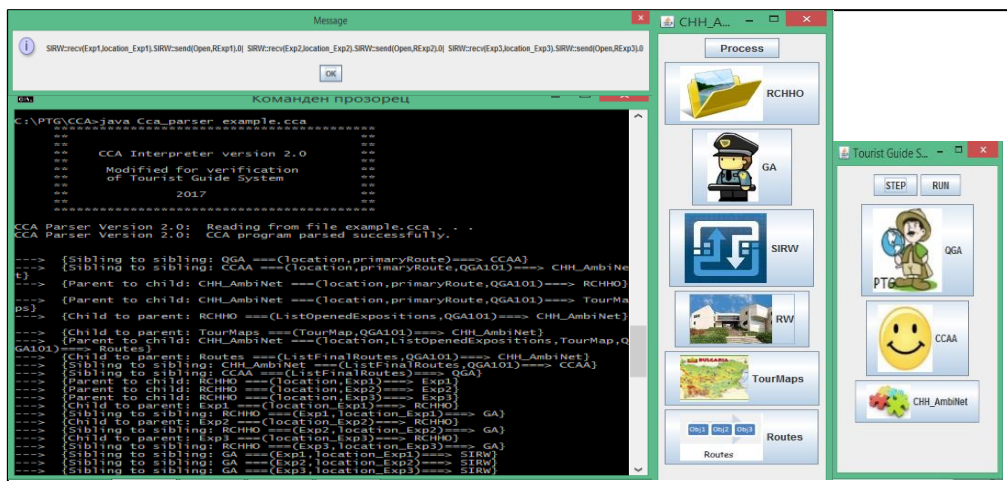 Message
SIRW::recv(Exp1,location_Exp1).SIRW::send(Open,RExp1).0| SIRW::recv(Exp2,location_Exp2).SIRW::send(Open,RExp2).0| SIRW::recv(Exp3,location_Exp3).SIRW::send(Open,RExp3).0
OK
Команден прозорец
C:\PTG\CCA>java Cca_parser example.cca
**********************************************
** **
** **
** CCA Interpreter version 2.0 **
** **
** Modified for verification **
** of Tourist Guide System **
** **
** 2017 **
** **
**********************************************
CCA Parser Version 2.0: Reading from file example.cca . . .
CCA Parser Version 2.0: CCA program parsed successfully.
---> {Sibling to sibling: QGA ===(location,primaryRoute)===> CCAA}
---> {Sibling to sibling: CCAA ===(location,primaryRoute,QGA101)===> CHH_AmbiNe
t}
---> {Parent to child: CHH_AmbiNet ===(location,primaryRoute,QGA101)===> RCHHO}
---> {Parent to child: CHH_AmbiNet ===(location,primaryRoute,QGA101)===> TourMa
ps}
---> {Child to parent: RCHHO ===(ListOpenedExpositions,QGA101)===> CHH_AmbiNet}
---> {Child to parent: TourMaps ===(TourMap,QGA101)===> CHH_AmbiNet}
---> {Parent to child: CHH_AmbiNet ===(location,ListOpenedExpositions,TourMap,Q
GA101)===> Routes}
---> {Child to parent: Routes ===(ListFinalRoutes,QGA101)===> CHH_AmbiNet}
---> {Sibling to sibling: CHH_AmbiNet ===(ListFinalRoutes,QGA101)===> CCAA}
---> {Sibling to sibling: CCAA ===(ListFinalRoutes)===> QGA}
---> {Parent to child: RCHHO ===(location,Exp1)===> Exp1}
---> {Parent to child: RCHHO ===(location,Exp2)===> Exp2}
---> {Parent to child: RCHHO ===(location,Exp3)===> Exp3}
---> {Child to parent: Exp1 ===(location_Exp1)===> RCHHO}
---> {Sibling to sibling: RCHHO ===(Exp1,location_Exp1)===> GA}
---> {Child to parent: Exp2 ===(location_Exp2)===> RCHHO}
---> {Sibling to sibling: RCHHO ===(Exp2,location_Exp2)===> GA}
---> {Child to parent: Exp3 ===(location_Exp3)===> RCHHO}
---> {Sibling to sibling: RCHHO ===(Exp3,location_Exp3)===> GA}
---> {Sibling to sibling: GA ===(Exp1,location_Exp1)===> SIRW}
---> {Sibling to sibling: GA ===(Exp2,location_Exp2)===> SIRW}
---> {Sibling to sibling: GA ===(Exp3,location_Exp3)===> SIRW}
CHH_A...
Process
RCHHO
GA
SIRW
RW
BULGARIA
TourMaps
Obj1 Obj2 Obj3
Routes
Routes
Tourist Guide S...
STEP RUN
QGA
PTG
CCAA
CHH_AmbiNet